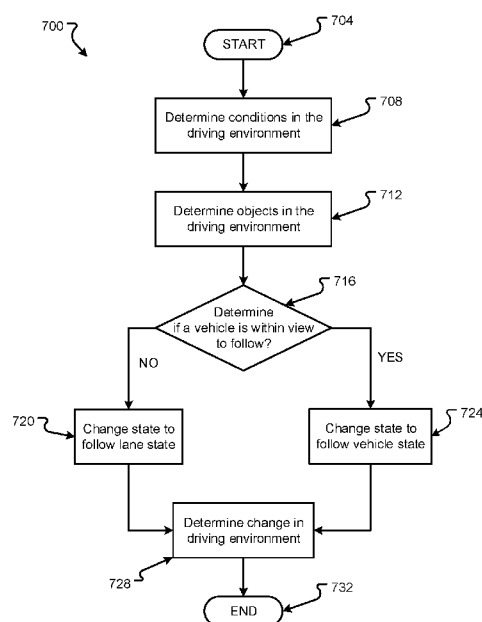 700
704
START
Determine conditions in the
driving environment
708
Determine objects in the
driving environment
712
716
Determine
if a vehicle is within view
to follow?
NO
YES
720
Change state to
follow lane state
Change state to
follow vehicle state
724
Determine change in
driving environment
728
END
732